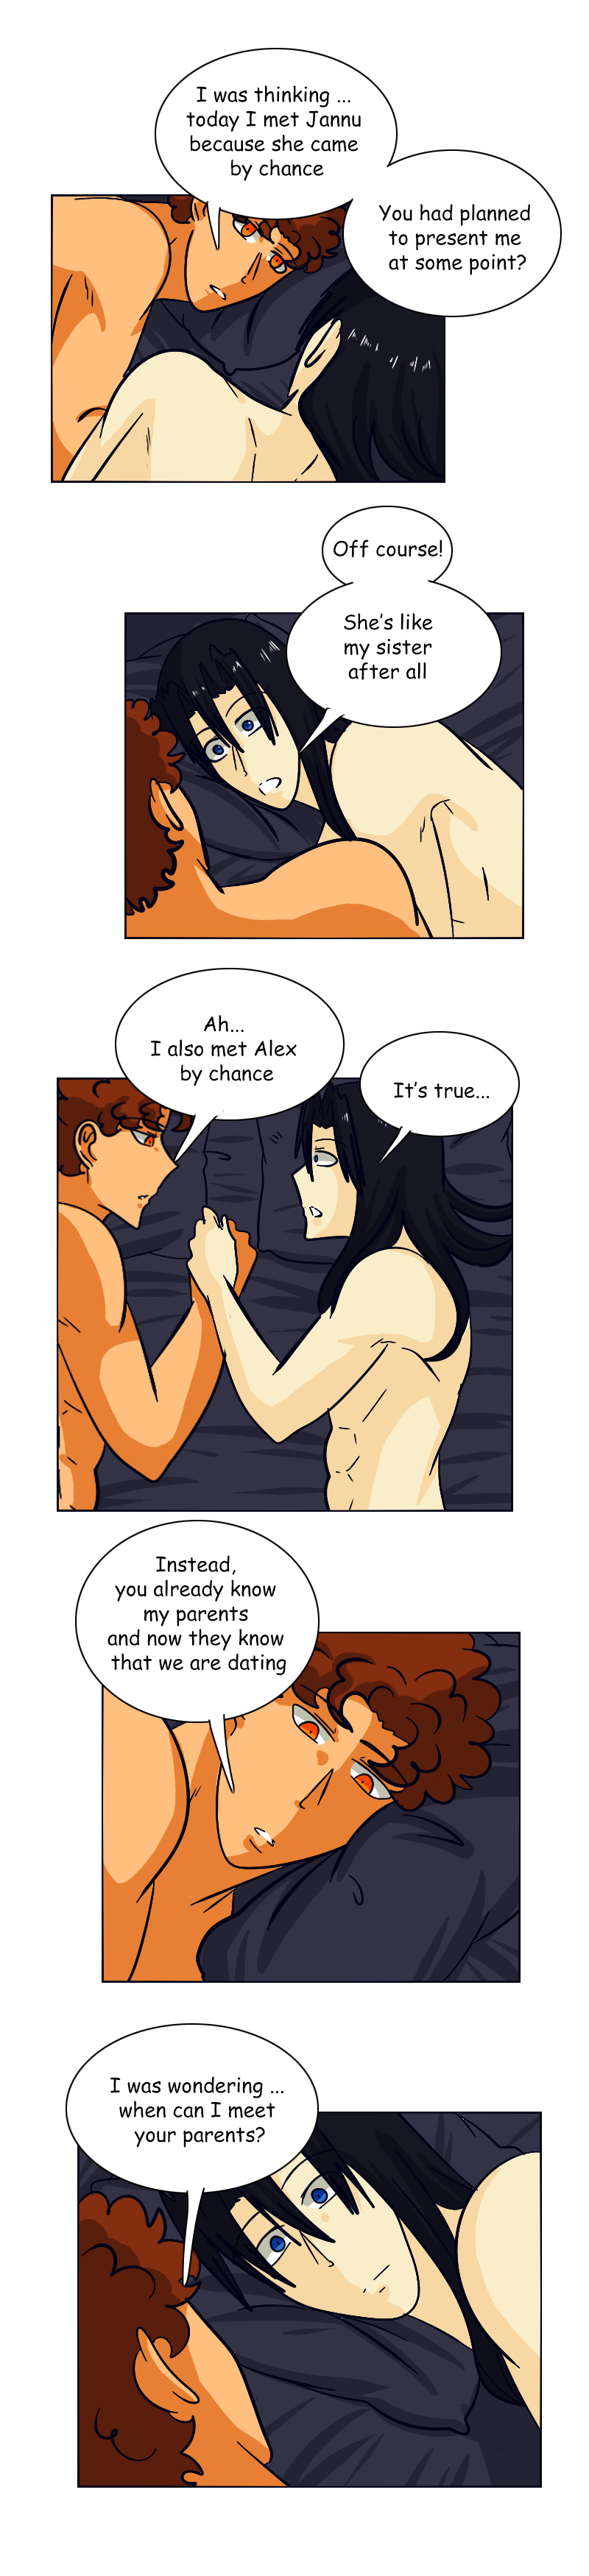 I was thinking ...
today I met Jannu
because she came
by chance
You had planned
to present me
at some point?
Off course!
She's like
my sister
after all
Ah...
I also met Alex
by chance
It's true...
Instead,
you already know
my parents
and now they know
that we are dating
I was wondering ...
when can I meet
your parents?